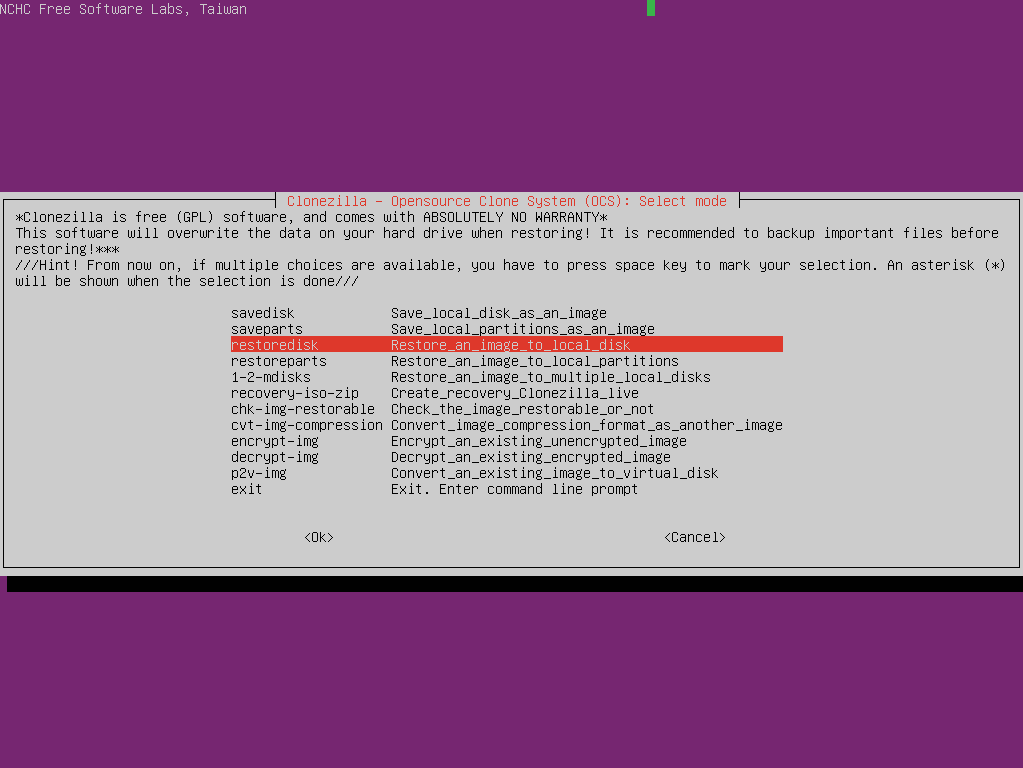 NCHC Free Software Labs, Taiwan
Clonezilla - Opensource Clone System (OCS): Select mode
*Clonezilla is free (GPL) software, and comes with ABSOLUTELY NO WARRANTY*
This software will overwrite the data on your hard drive when restoring! It is recommended to backup important files before
restoring!***
///Hint! From now on, if multiple choices are available, you have to press space key to mark your selection. An asterisk (*)
will be shown when the selection is done///
savedisk Save_local_disk_as_an_image
saveparts Save_local_partitions_as_an_image
restoredisk Restore_an_image_to_local_disk
restoreparts Restore_an_image_to_local_partitions
1-2-mdisks Restore_an_image_to_multiple_local_disks
recovery-iso-zip Create_recovery_Clonezilla_live
chk-img-restorable Check_the_image_restorable_or_not
cvt-img-compression Convert_image_compression_format_as_another_image
encrypt-img Encrypt_an_existing_unencrypted_image
decrypt-img Decrypt_an_existing_encrypted_image
p2v-img Convert_an_existing_image_to_virtual_disk
exit Exit. Enter command line prompt
<Ok> <Cancel>